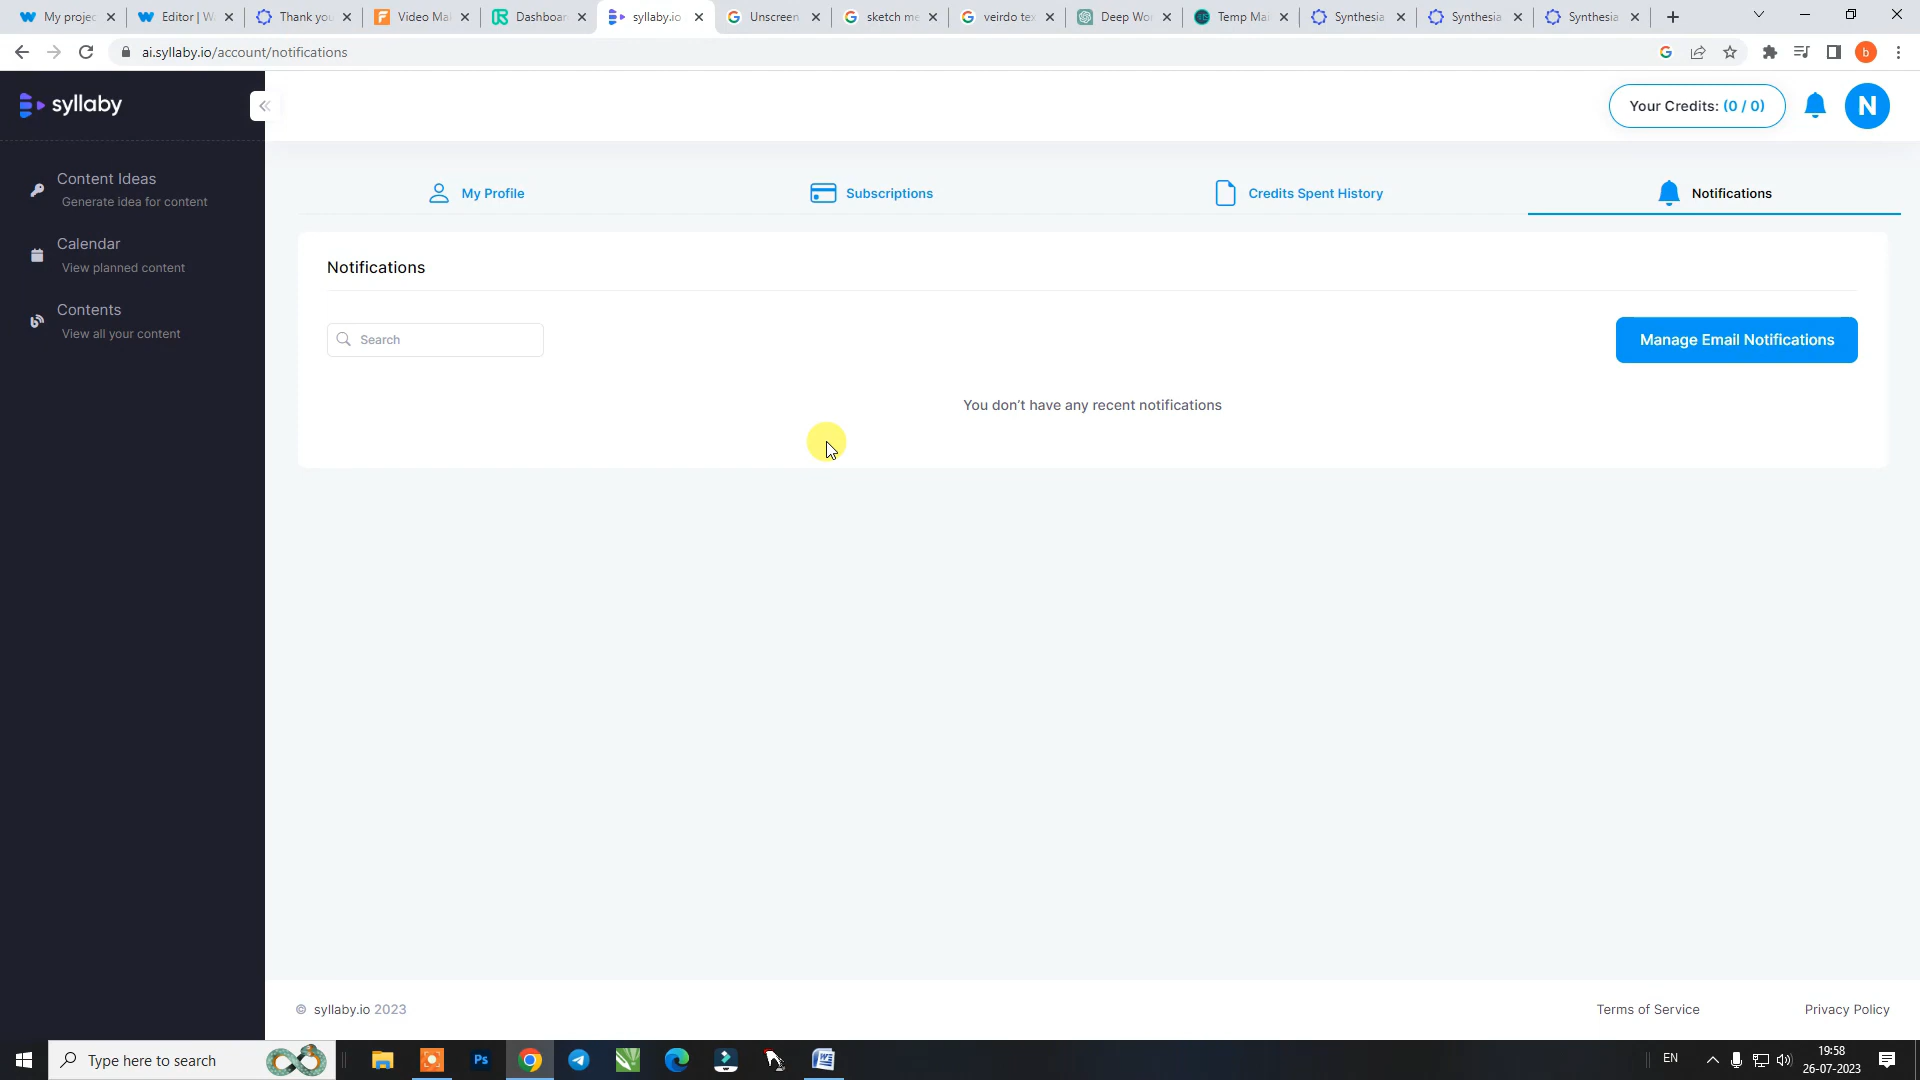 My projec
Editor | W
Thank you
Video Mal
Dashboar
syllaby.io
Unscreen
sketch me
veirdo tex
Deep Wor
Temp Mai
Synthesia
Synthesia
Synthesia
ai.syllaby.io/account/notifications
b
syllaby
Your Credits: (0 / 0)
N
Content Ideas
Generate idea for content
Calendar
View planned content
Contents
View all your content
My Profile
Subscriptions
Credits Spent History
Notifications
Notifications
Search
Manage Email Notifications
You don't have any recent notifications
© syllaby.io 2023
Terms of Service
Privacy Policy
Type here to search
Ps
EN
19:58
26-07-2023